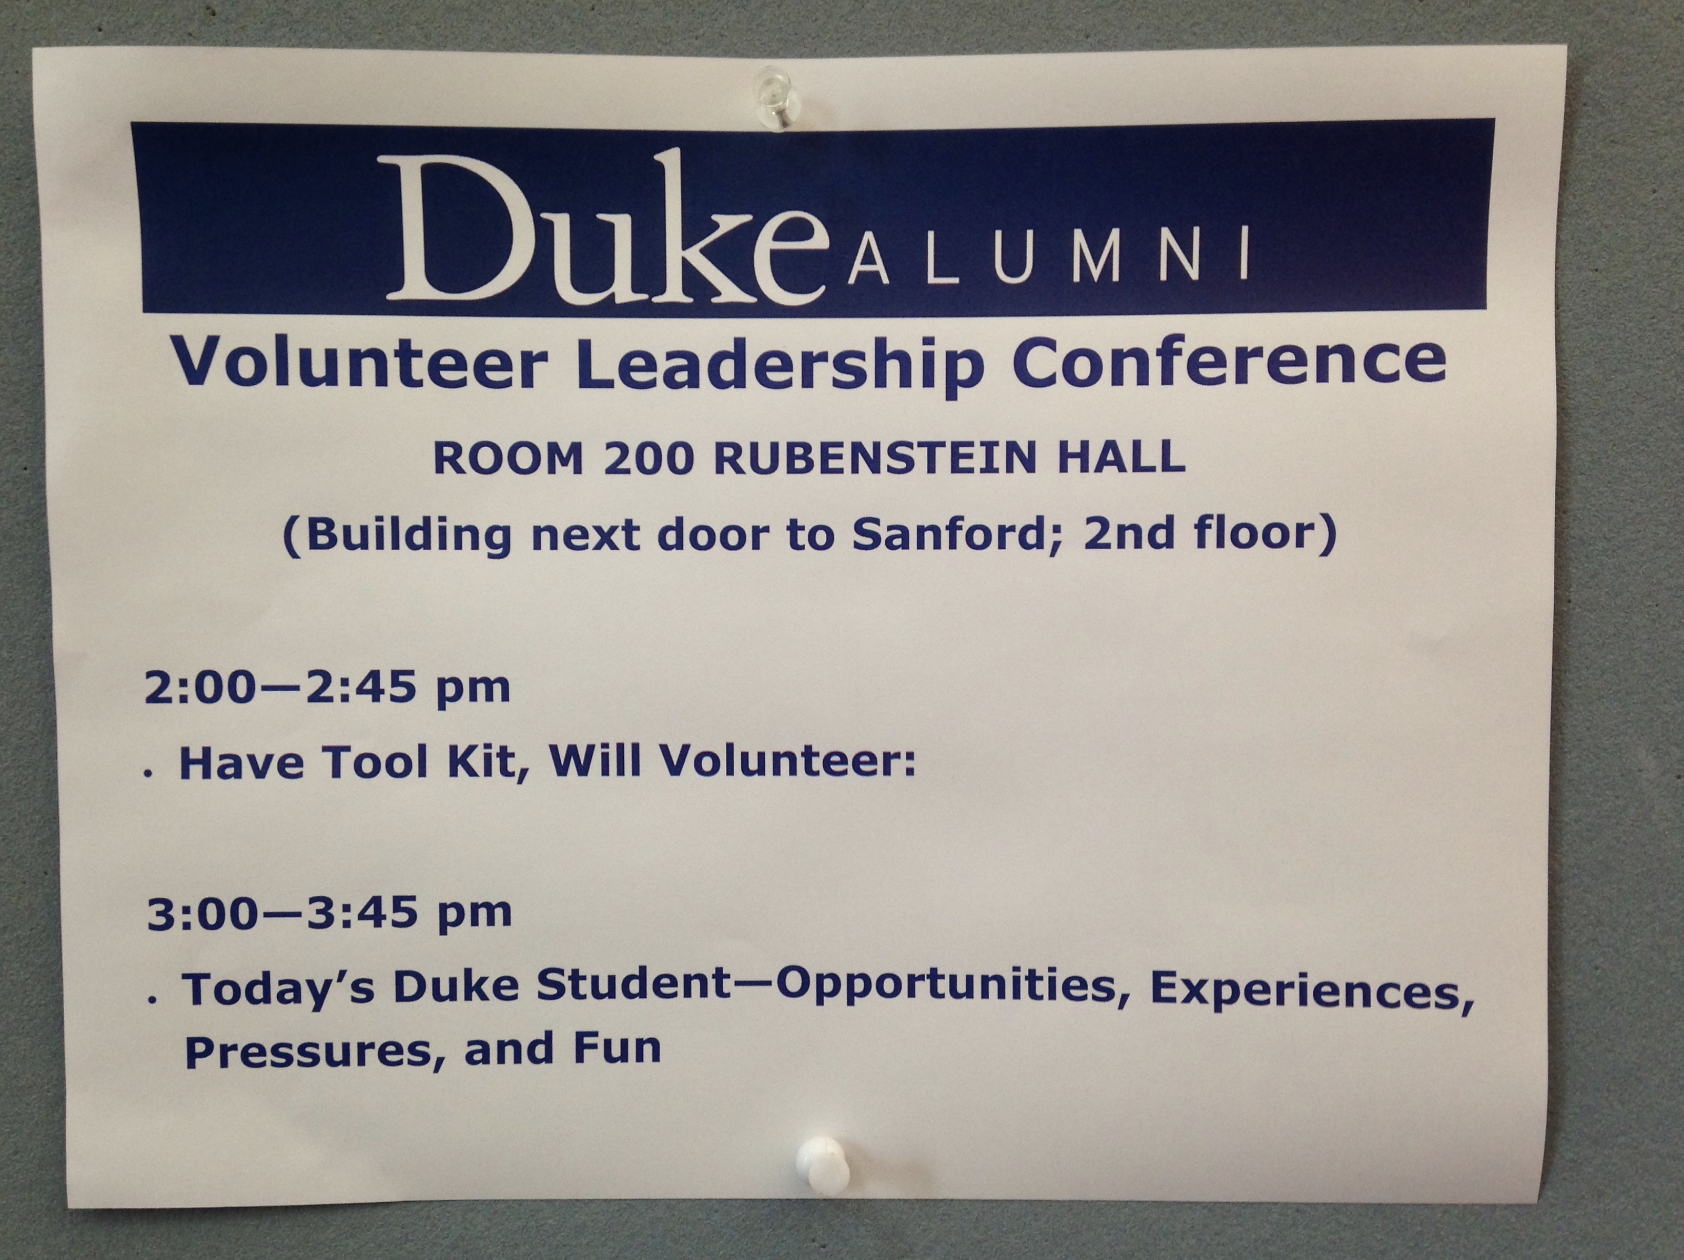 Duke ALUMNI
Volunteer Leadership Conference
ROOM 200 RUBENSTEIN HALL
(Building next door to Sanford; 2nd floor)
2:00—2:45 pm
. Have Tool Kit, Will Volunteer:
3:00—3:45 pm
. Today’s Duke Student—Opportunities, Experiences,
Pressures, and Fun